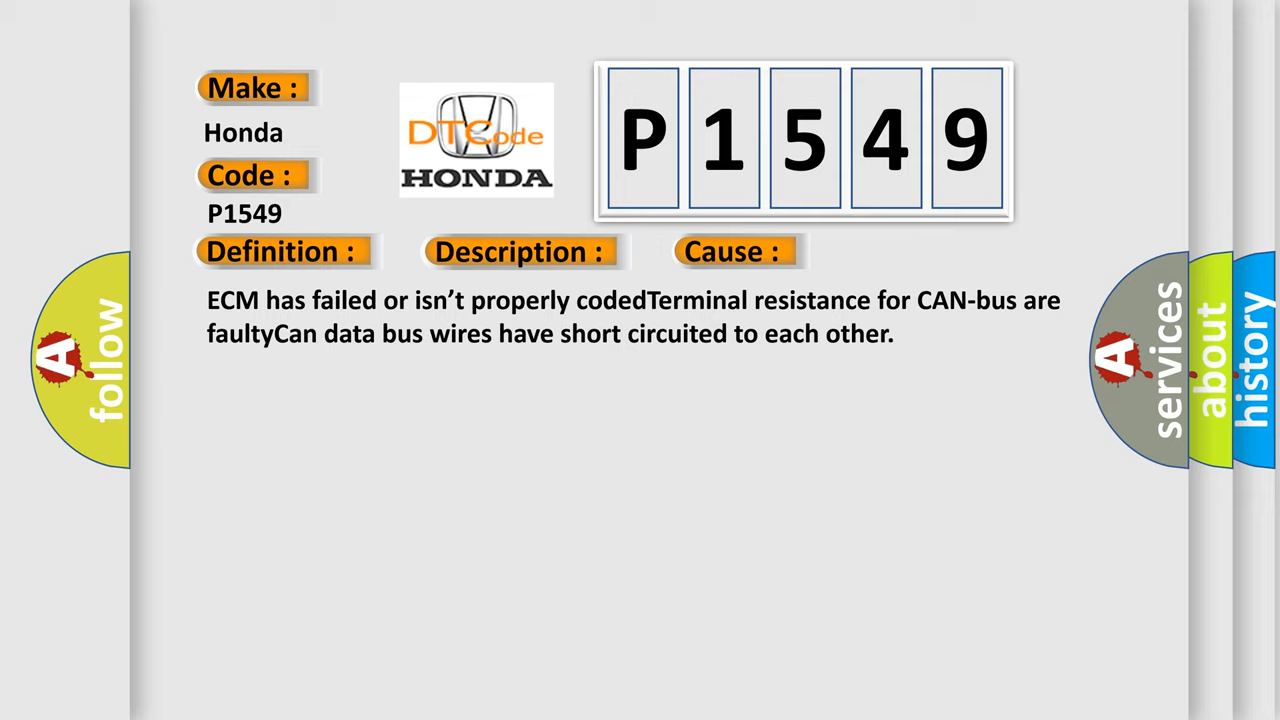 Make :
Honda
Code :
P1549
DTCode
HONDA
P 1 5 4 9
Definition :
Description :
Cause :
ECM has failed or isn’t properly codedTerminal resistance for CAN-bus are
faultyCan data bus wires have short circuited to each other.
A follow
A services
about
history